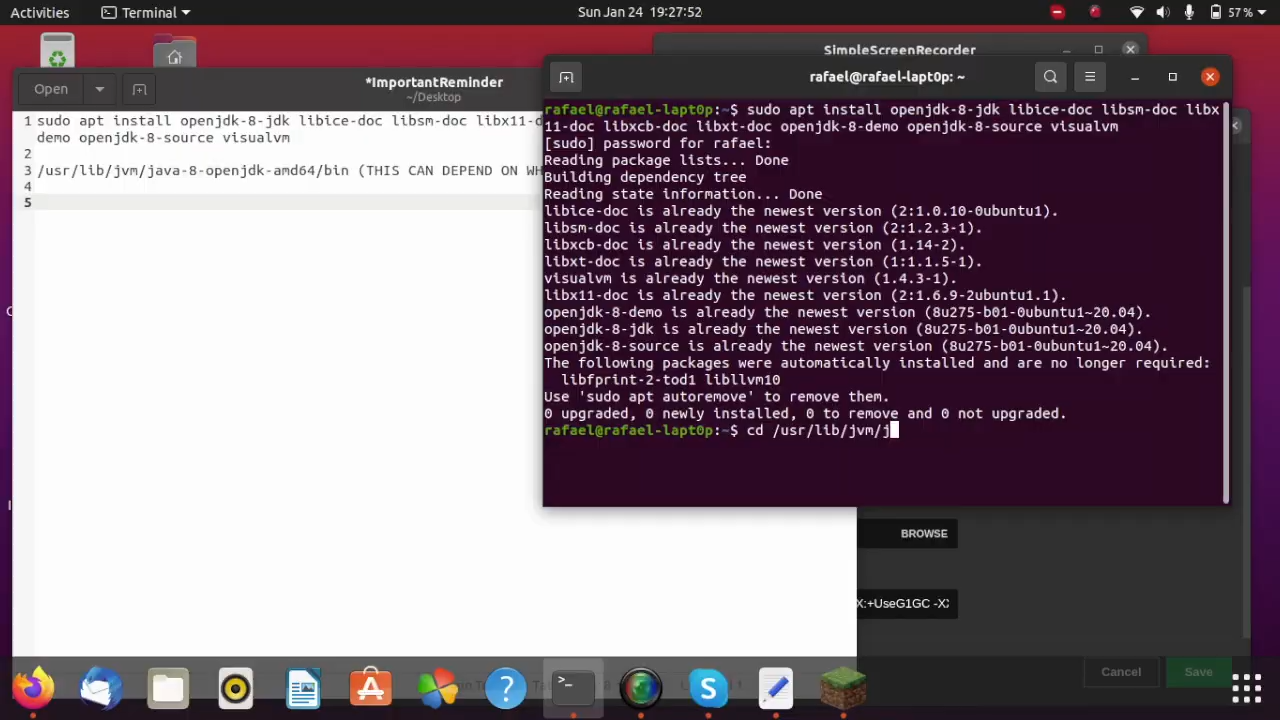 Activities
Terminal
Sun Jan 24 19:27:52
57 %
SimpleScreenRecorder
Open
*ImportantReminder
~/Desktop
1 sudo apt install openjdk-8-jdk libice-doc libsm-doc libx11-d
demo openjdk-8-source visualvm
2
3 /usr/lib/jvm/java-8-openjdk-amd64/bin (THIS CAN DEPEND ON WH
4
5
rafael@rafael-lapt0p: ~
rafael@rafael-lapt0p:~$ sudo apt install openjdk-8-jdk libice-doc libsm-doc libx
11-doc libxcb-doc libxt-doc openjdk-8-demo openjdk-8-source visualvm
[sudo] password for rafael:
Reading package lists... Done
Building dependency tree
Reading state information... Done
libice-doc is already the newest version (2:1.0.10-0ubuntu1).
libsm-doc is already the newest version (2:1.2.3-1).
libxcb-doc is already the newest version (1.14-2).
libxt-doc is already the newest version (1:1.1.5-1).
visualvm is already the newest version (1.4.3-1).
libx11-doc is already the newest version (2:1.6.9-2ubuntu1.1).
openjdk-8-demo is already the newest version (8u275-b01-0ubuntu1~20.04).
openjdk-8-jdk is already the newest version (8u275-b01-0ubuntu1~20.04).
openjdk-8-source is already the newest version (8u275-b01-0ubuntu1~20.04).
The following packages were automatically installed and are no longer required:
libfprint-2-tod1 libllvm10
Use 'sudo apt autoremove' to remove them.
0 upgraded, 0 newly installed, 0 to remove and 0 not upgraded.
rafael@rafael-lapt0p:~$ cd /usr/lib/jvm/j
BROWSE
X:+UseG1GC -X
Cancel
Save